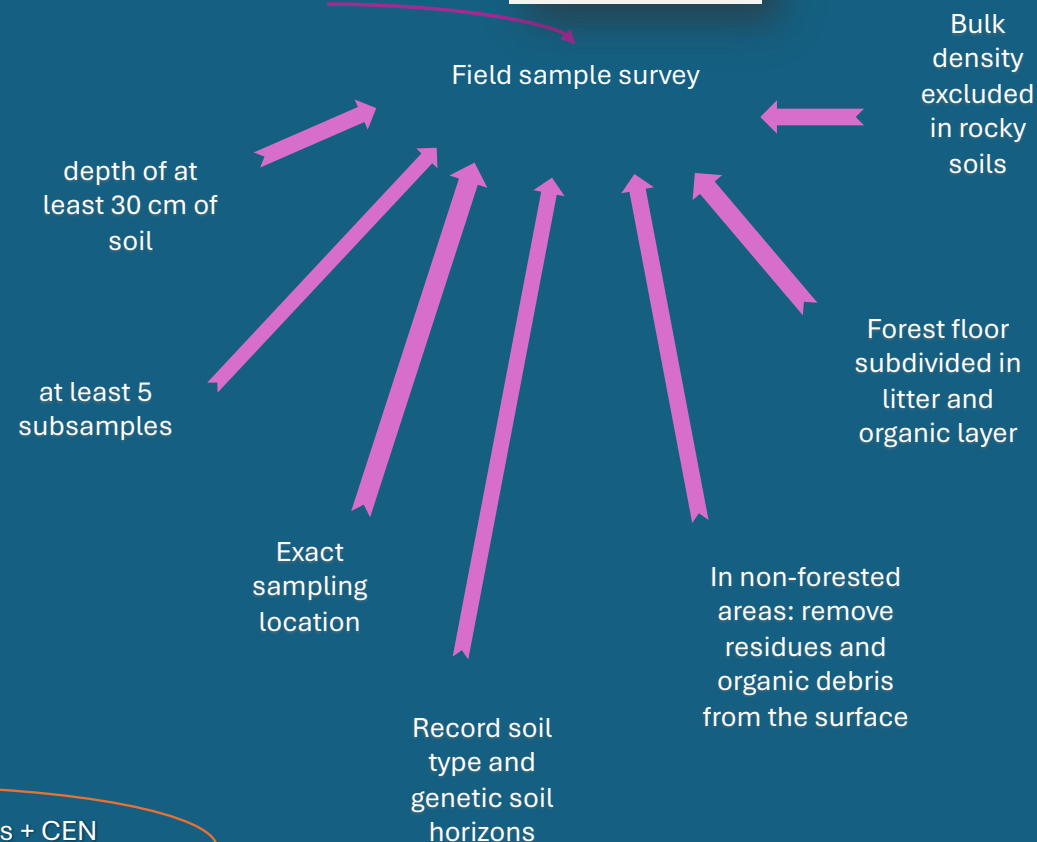 Field sample survey
Bulk
density
excluded
in rocky
soils
depth of at
least 30 cm of
soil
Forest floor
subdivided in
litter and
organic layer
at least 5
subsamples
Exact
sampling
location
In non-forested
areas: remove
residues and
organic debris
from the surface
Record soil
type and
genetic soil
horizons
s + CEN